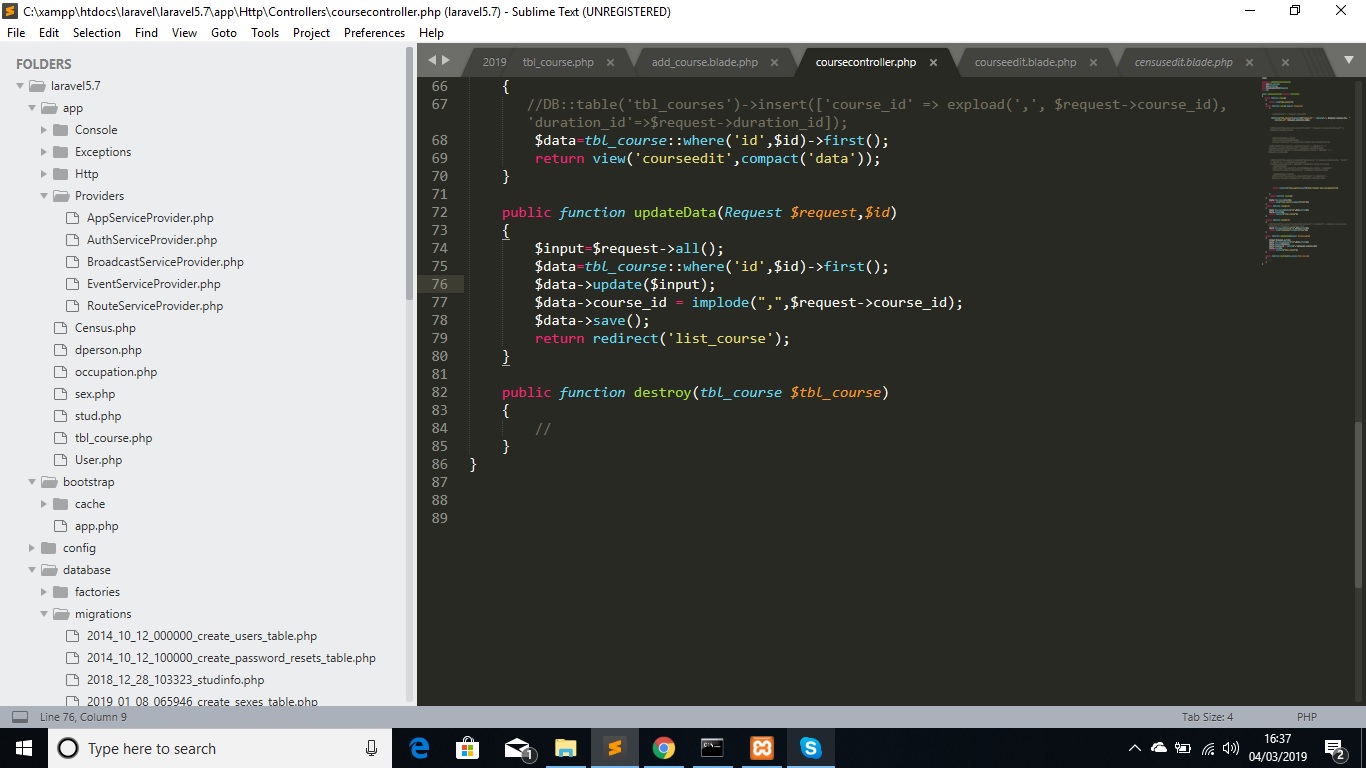 C:\xampp\htdocs\laravel\laravel5.7\app\Http\Controllers\coursecontroller.php (laravel5.7) - Sublime Text (UNREGISTERED)
File Edit Selection Find View Goto Tools Project Preferences Help
FOLDERS
laravel5.7
app
Console
Exceptions
Http
Providers
AppServiceProvider.php
AuthServiceProvider.php
BroadcastServiceProvider.php
EventServiceProvider.php
RouteServiceProvider.php
Census.php
dperson.php
occupation.php
sex.php
stud.php
tbl_course.php
User.php
bootstrap
cache
app.php
config
database
factories
migrations
2014_10_12_000000_create_users_table.php
2014_10_12_100000_create_password_resets_table.php
2018_12_28_103323_studinfo.php
2019_01_08_065946_create_sexes_table.php
2019 tbl_course.php × add_course.blade.php × coursecontroller.php × courseedit.blade.php × censusedit.blade.php × ×
66 {
67 //DB::table('tbl_courses')->insert(['course_id' => expload(',', $request->course_id),
'duration_id'=>$request->duration_id]);
68 $data=tbl_course::where('id',$id)->first();
69 return view('courseedit',compact('data'));
70 }
71
72 public function updateData(Request $request,$id)
73 {
74 $input=$request->all();
75 $data=tbl_course::where('id',$id)->first();
76 $data->update($input);
77 $data->course_id = implode(",",$request->course_id);
78 $data->save();
79 return redirect('list_course');
80 }
81
82 public function destroy(tbl_course $tbl_course)
83 {
84 //
85 }
86 }
87
88
89
Line 76, Column 9 Tab Size: 4 PHP
Type here to search
1
16:37
04/03/2019
2